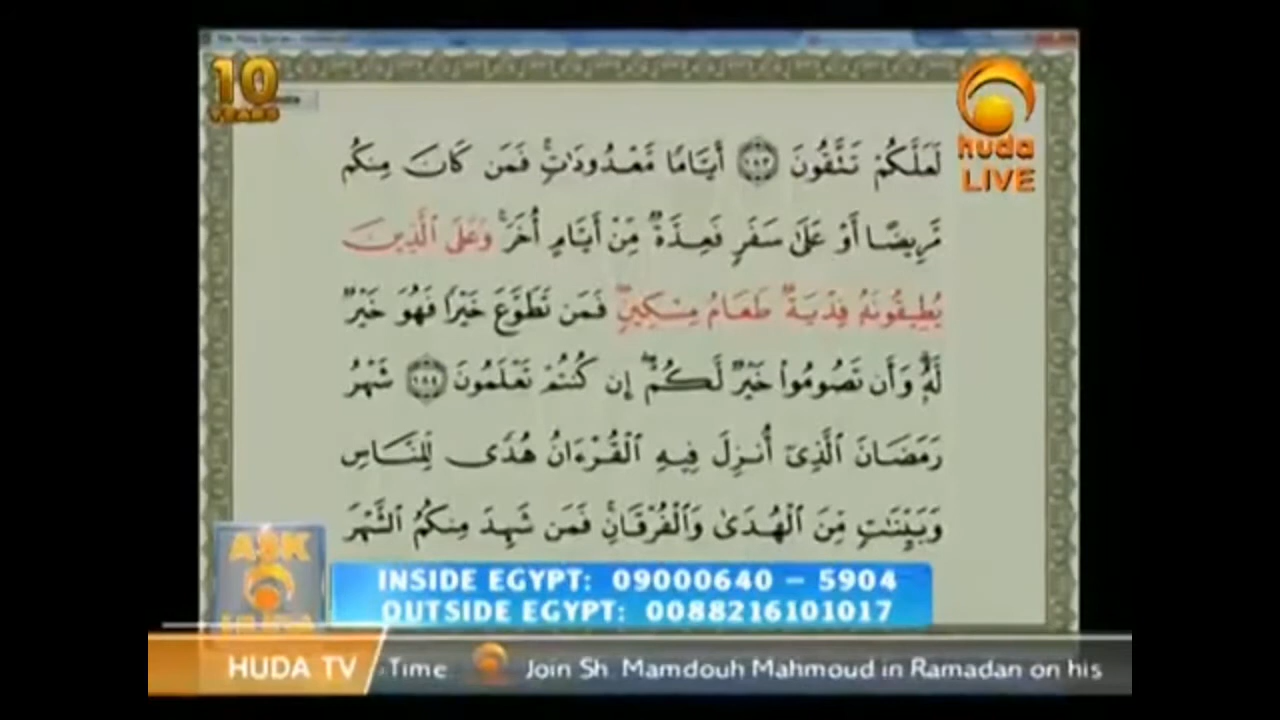 10
YEARS
huda
LIVE
لَعَلَّكُمْ تَتَّقُونَ ١٨٣ أَيَّامًا مَّعْدُودَٰتٍ ۚ فَمَن كَانَ مِنكُم
مَّرِيضًا أَوْ عَلَىٰ سَفَرٍ فَعِدَّةٌ مِّنْ أَيَّامٍ أُخَرَ ۚ وَعَلَى ٱلَّذِينَ
يُطِيقُونَهُۥ فِدْيَةٌ طَعَامُ مِسْكِينٍ ۖ فَمَن تَطَوَّعَ خَيْرًا فَهُوَ خَيْرٌ
لَّهُۥ ۚ وَأَن تَصُومُوا۟ خَيْرٌ لَّكُمْ ۖ إِن كُنتُمْ تَعْلَمُونَ ١٨٤ شَهْرُ
رَمَضَانَ ٱلَّذِىٓ أُنزِلَ فِيهِ ٱلْقُرْءَانُ هُدًى لِّلنَّاسِ
وَبَيِّنَٰتٍ مِّنَ ٱلْهُدَىٰ وَٱلْفُرْقَانِ ۚ فَمَن شَهِدَ مِنكُمُ ٱلشَّهْرَ
ASK
HUDA
INSIDE EGYPT: 09000640 – 5904
OUTSIDE EGYPT: 0088216101017
HUDA TV
Time
Join Sh. Mamdouh Mahmoud in Ramadan on his